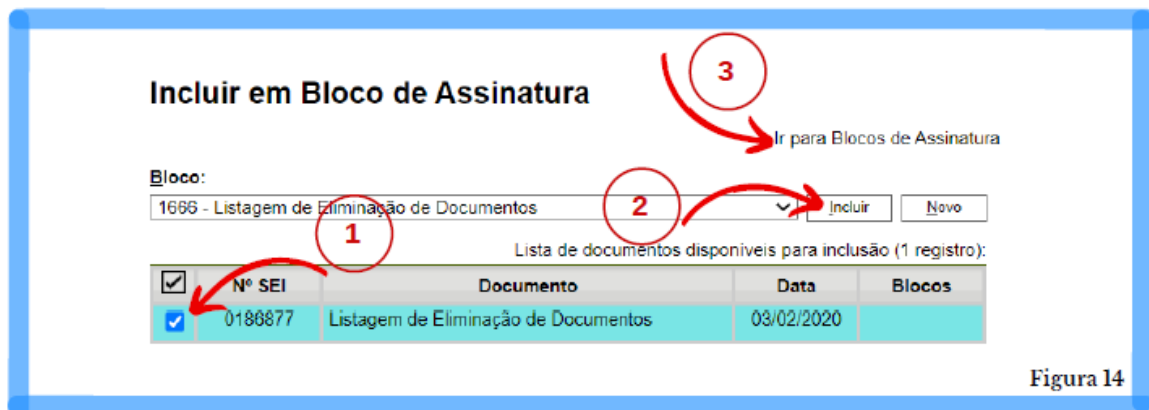 3
Incluir em Bloco de Assinatura
Ir para Blocos de Assinatura
Bloco:
1666 - Listagem de Eliminação de Documentos
2
Incluir
Novo
1
Lista de documentos disponíveis para inclusão (1 registro):
Nº SEI Documento Data Blocos
0186877 Listagem de Eliminação de Documentos 03/02/2020
Figura 14